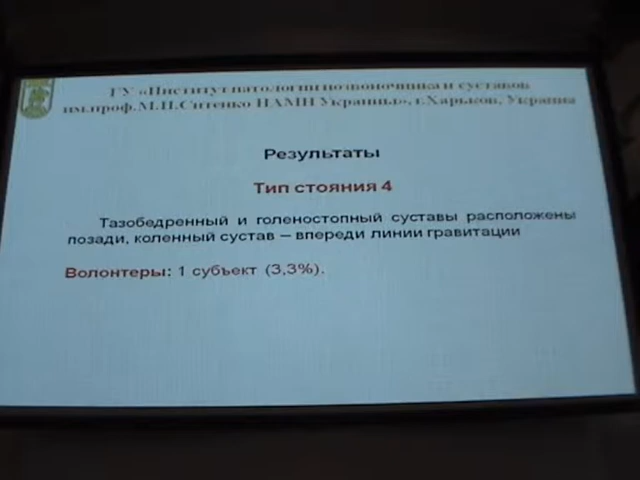 ГУ «Институт патологии позвоночника и суставов
им.проф.М.И.Ситенко НАМН Украины», г.Харьков, Украина
Результаты
Тип стояния 4
Тазобедренный и голеностопный суставы расположены
позади, коленный сустав – впереди линии гравитации
Волонтеры: 1 субъект (3,3%).